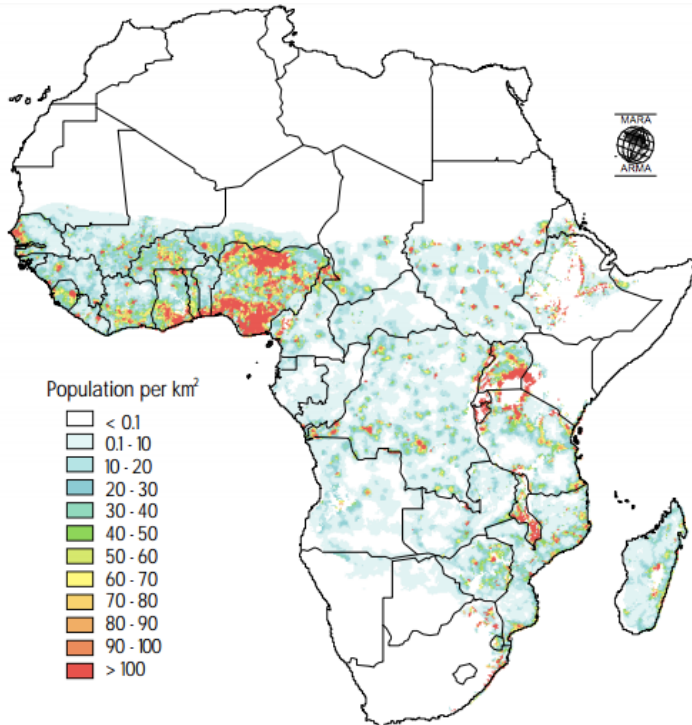 MARA
ARMA
Population per km²
< 0.1
0.1 - 10
10 - 20
20 - 30
30 - 40
40 - 50
50 - 60
60 - 70
70 - 80
80 - 90
90 - 100
> 100